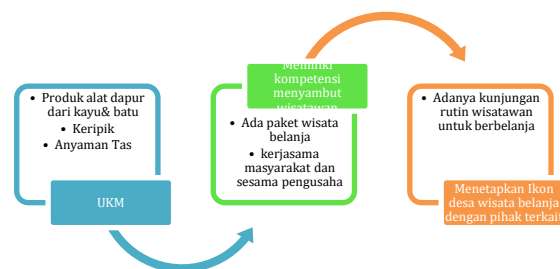 • Produk alat dapur
dari kayu& batu
• Keripik
• Anyaman Tas
UKM
Memiliki
kompetensi
menyambut
wisatawan
• Ada paket wisata
belanja
• kerjasama
masyarakat dan
sesama pengusaha
• Adanya kunjungan
rutin wisatawan
untuk berbelanja
Menetapkan Ikon
desa wisata belanja
dengan pihak terkait